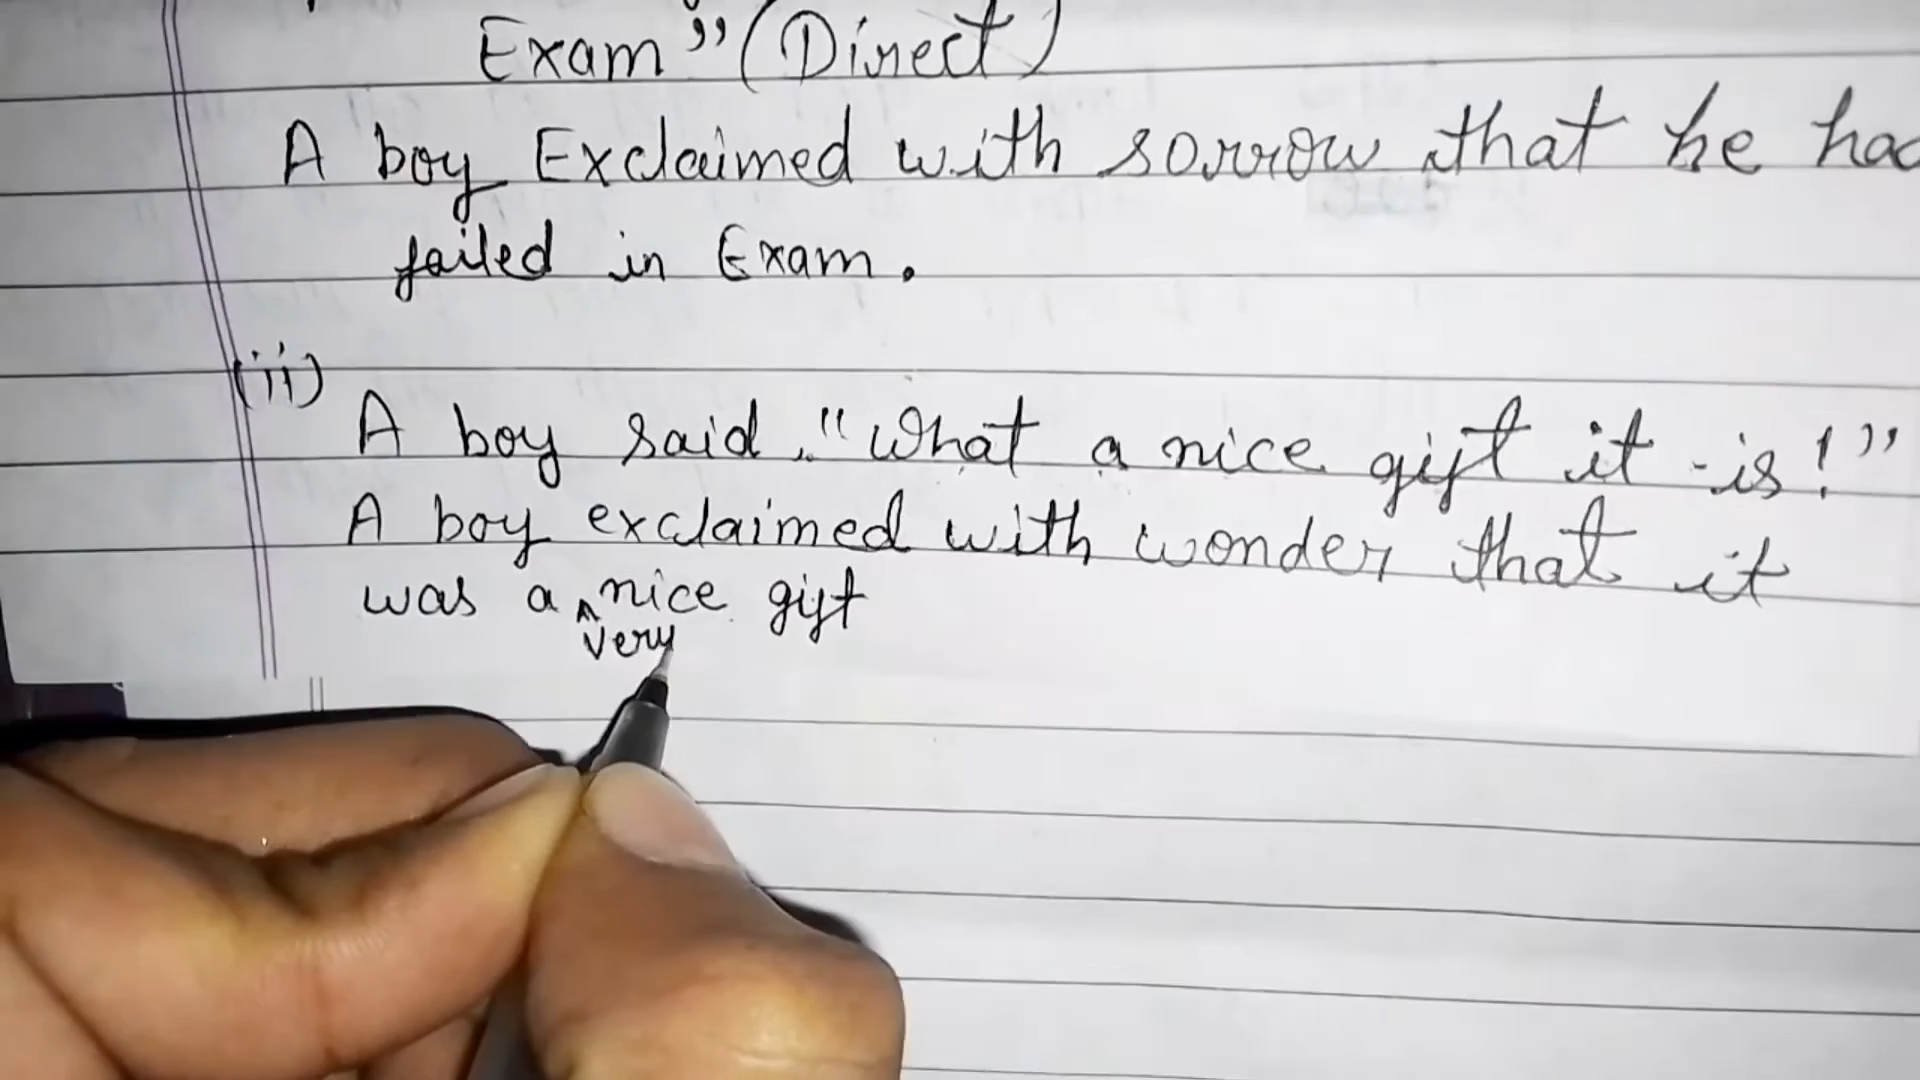 Exam" (Direct)
A boy Exclaimed with sorrow that he had
failed in Exam.
(ii)
A boy said, "What a nice gift it is!"
A boy exclaimed with wonder that it
was a ^ nice gift
very